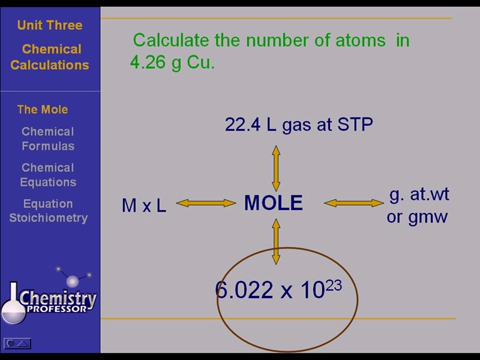 Unit Three
Chemical
Calculations
The Mole
Chemical
Formulas
Chemical
Equations
Equation
Stoichiometry
Chemistry
PROFESSOR
Calculate the number of atoms in
4.26 g Cu.
22.4 L gas at STP
M x L
MOLE
g. at.wt
or gmw
6.022 x 10²³